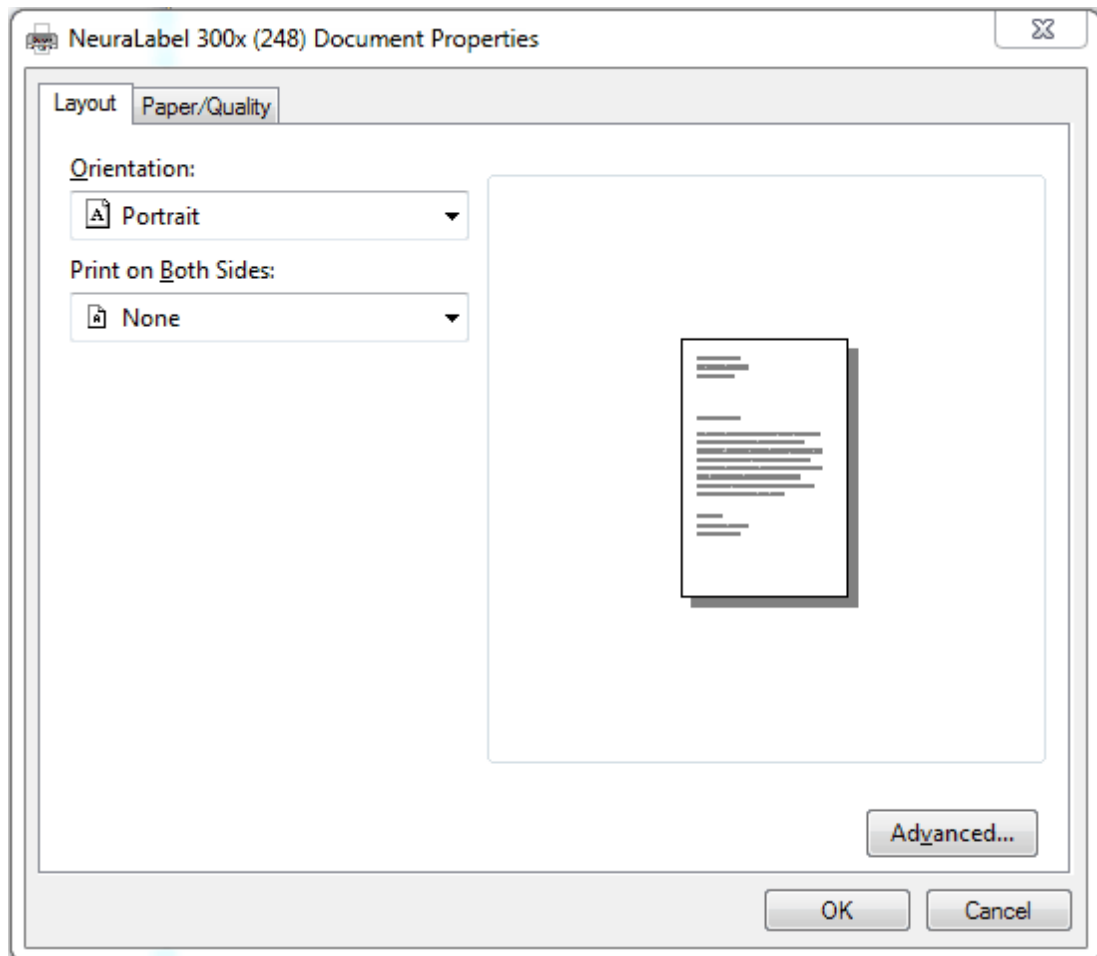 NeuraLabel 300x (248) Document Properties
Layout
Paper/Quality
Orientation:
Portrait
Print on Both Sides:
None
Advanced...
OK
Cancel